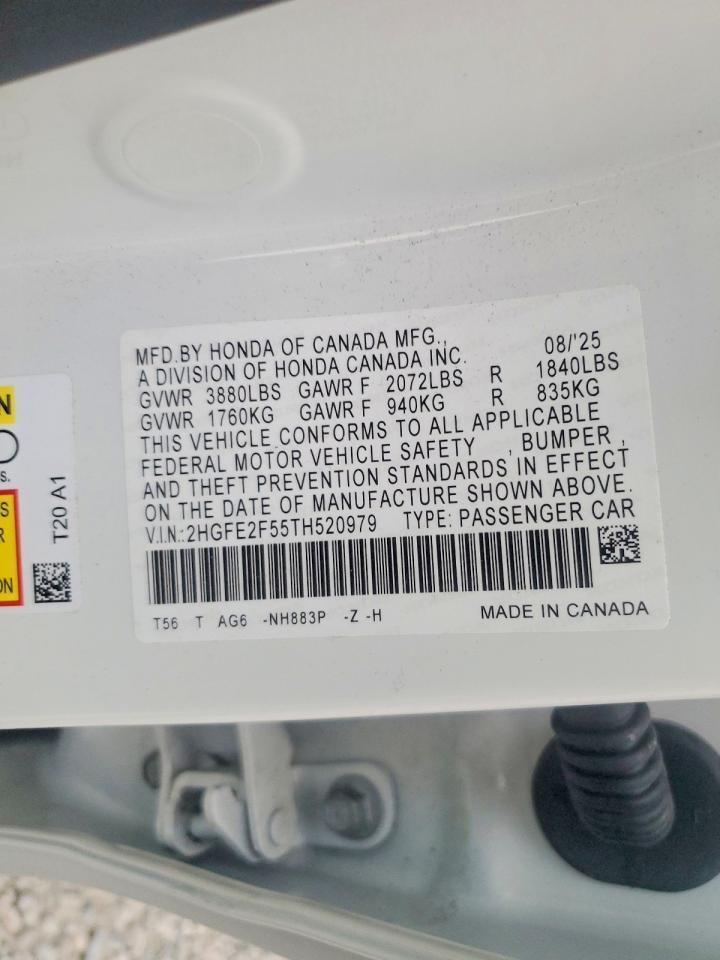 MFD.BY HONDA OF CANADA MFG., 08/'25
A DIVISION OF HONDA CANADA INC.
GVWR 3880LBS GAWR F 2072LBS R 1840LBS
GVWR 1760KG GAWR F 940KG R 835KG
THIS VEHICLE CONFORMS TO ALL APPLICABLE
FEDERAL MOTOR VEHICLE SAFETY , BUMPER ,
AND THEFT PREVENTION STANDARDS IN EFFECT
ON THE DATE OF MANUFACTURE SHOWN ABOVE.
V.I.N.:2HGFE2F55TH520979 TYPE: PASSENGER CAR
T56 T AG6 -NH883P -Z -H MADE IN CANADA
T20 A1